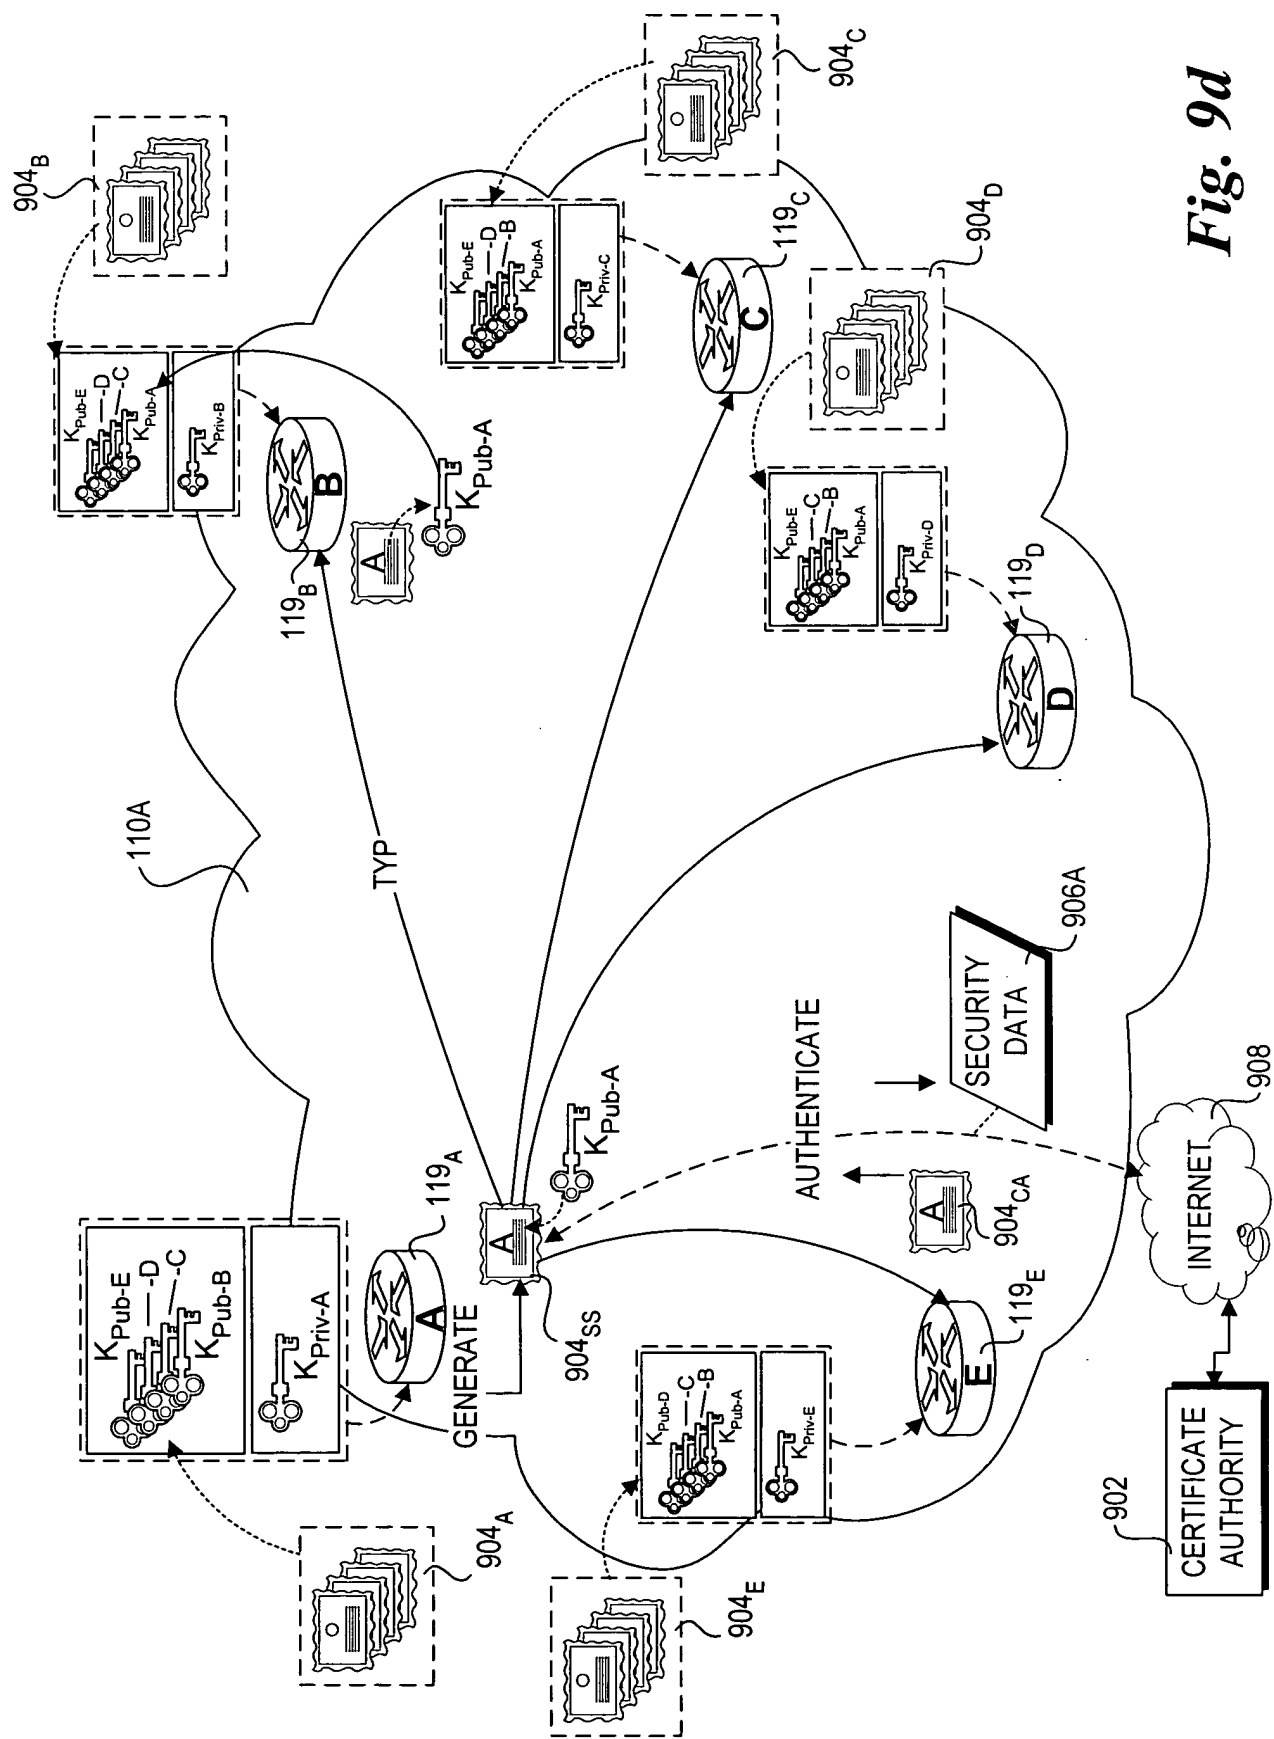 904A
KPub-E
-D
-C
KPub-B
KPriv-A
A
119A
GENERATE
110A
TYP
904B
KPub-E
-D
-C
KPub-A
KPriv-B
B
119B
A
KPub-A
904SS
A
KPub-A
904E
KPub-D
-C
-B
KPub-A
KPriv-E
E
119E
904C
KPub-E
-D
-B
KPub-A
KPriv-C
C
119C
904D
KPub-E
-C
-B
KPub-A
KPriv-D
D
119D
AUTHENTICATE
A
904CA
SECURITY
DATA
906A
INTERNET
908
902
CERTIFICATE
AUTHORITY
Fig. 9d